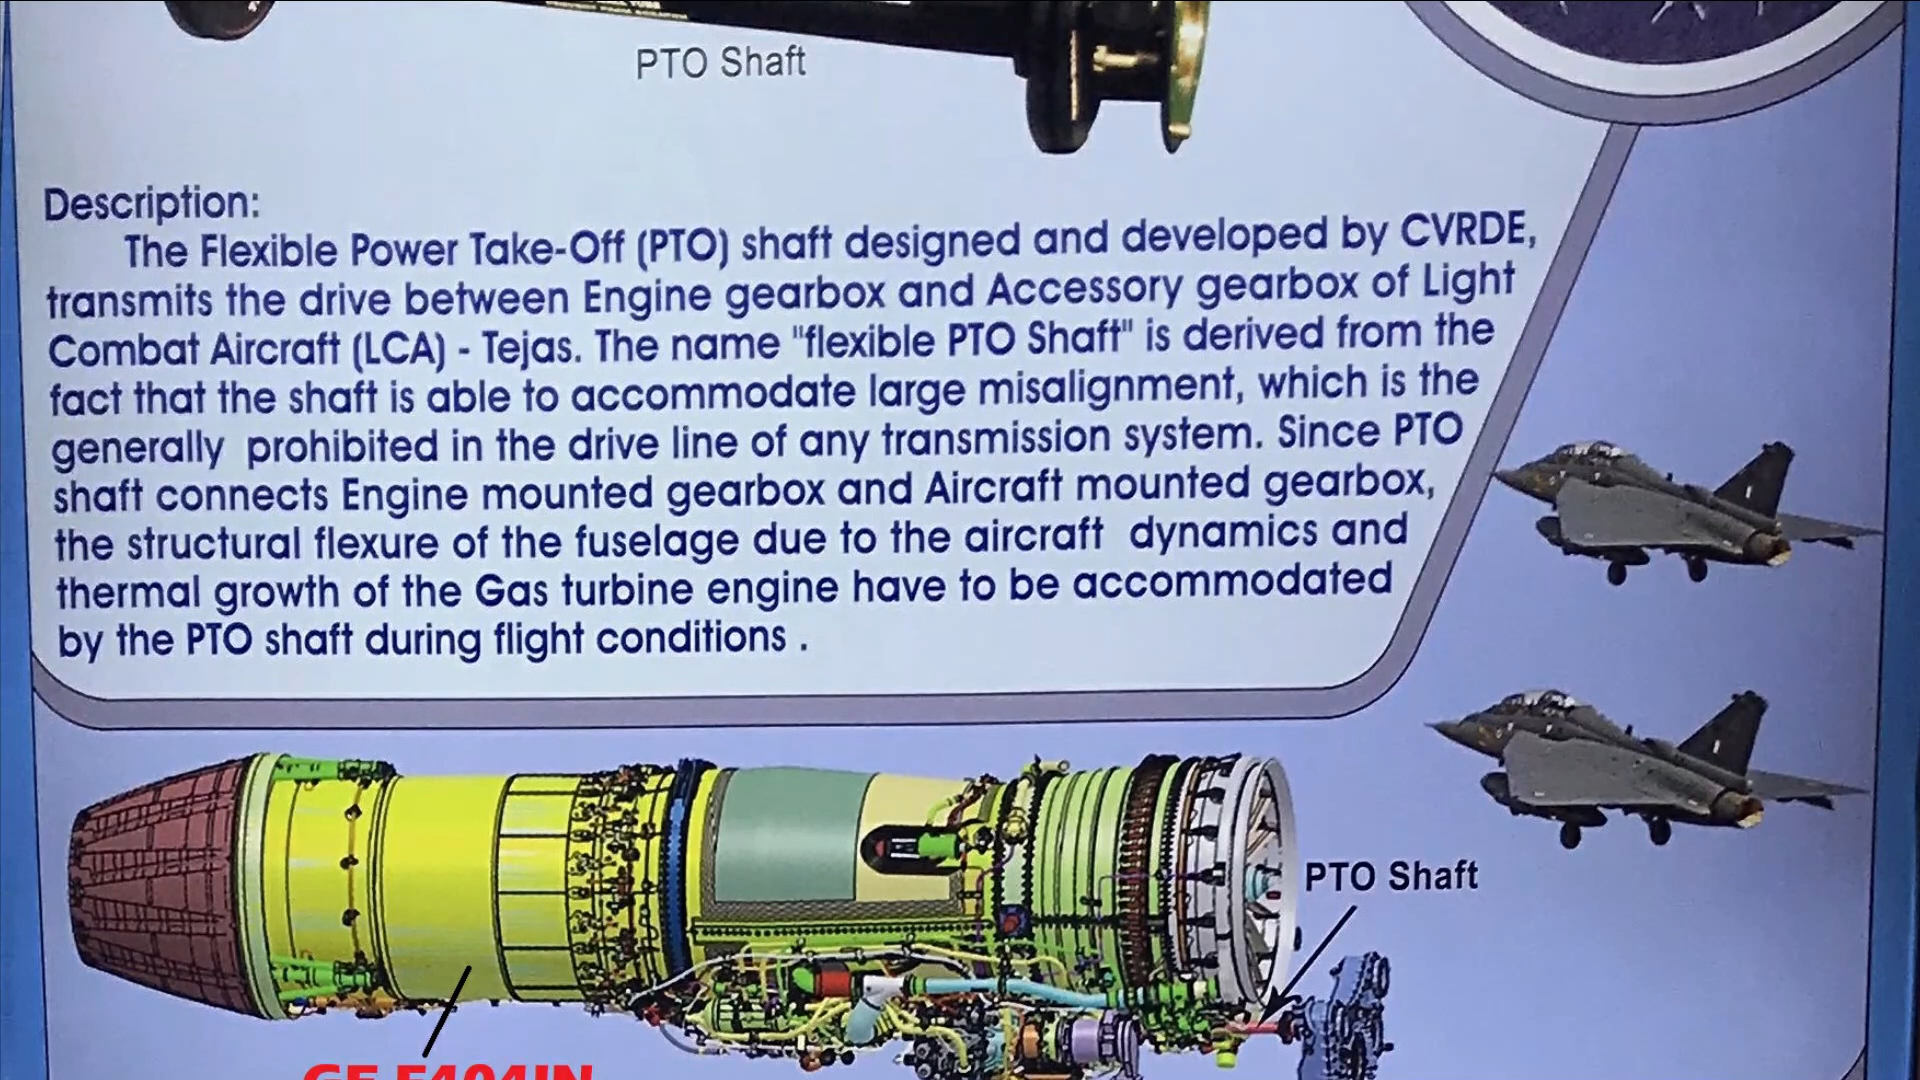 PTO Shaft
Description:
The Flexible Power Take-Off (PTO) shaft designed and developed by CVRDE,
transmits the drive between Engine gearbox and Accessory gearbox of Light
Combat Aircraft (LCA) - Tejas. The name "flexible PTO Shaft" is derived from the
fact that the shaft is able to accommodate large misalignment, which is the
generally prohibited in the drive line of any transmission system. Since PTO
shaft connects Engine mounted gearbox and Aircraft mounted gearbox,
the structural flexure of the fuselage due to the aircraft dynamics and
thermal growth of the Gas turbine engine have to be accommodated
by the PTO shaft during flight conditions .
PTO Shaft
GE F404IN